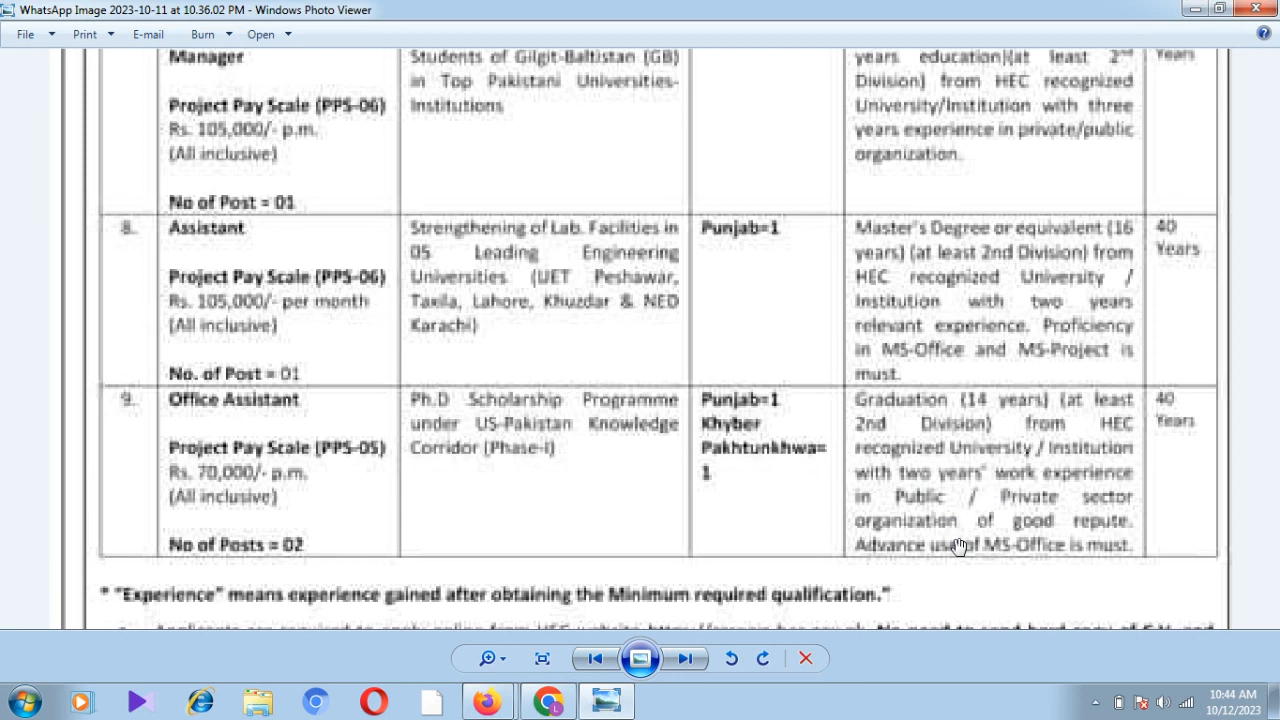 WhatsApp Image 2023-10-11 at 10.36.02 PM - Windows Photo Viewer
File Print E-mail Burn Open
Manager
Project Pay Scale (PPS-06)
Rs. 105,000/- p.m.
(All inclusive)
No of Post = 01
Students of Gilgit-Baltistan (GB)
in Top Pakistani Universities-
Institutions
years education)(at least 2nd
Division) from HEC recognized
University/Institution with three
years experience in private/public
organization.
Years
8.
Assistant
Project Pay Scale (PPS-06)
Rs. 105,000/- per month
(All inclusive)
No. of Post = 01
Strengthening of Lab. Facilities in
05 Leading Engineering
Universities (UET Peshawar,
Taxila, Lahore, Khuzdar & NED
Karachi)
Punjab=1
Master's Degree or equivalent (16
years) (at least 2nd Division) from
HEC recognized University /
Institution with two years
relevant experience. Proficiency
in MS-Office and MS-Project is
must.
40
Years
9.
Office Assistant
Project Pay Scale (PPS-05)
Rs. 70,000/- p.m.
(All inclusive)
No of Posts = 02
Ph.D Scholarship Programme
under US-Pakistan Knowledge
Corridor (Phase-I)
Punjab=1
Khyber
Pakhtunkhwa=
1
Graduation (14 years) (at least
2nd Division) from HEC
recognized University / Institution
with two years' work experience
in Public / Private sector
organization of good repute.
Advance use of MS-Office is must.
40
Years
* "Experience" means experience gained after obtaining the Minimum required qualification."
10:44 AM
10/12/2023